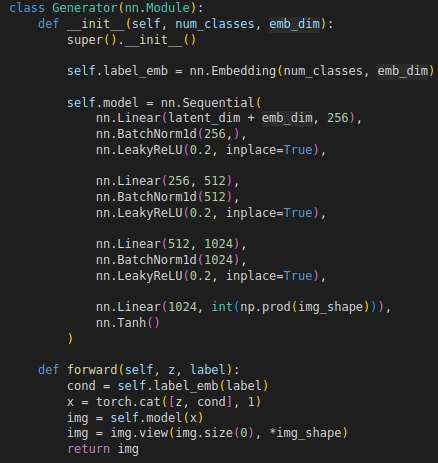 class Generator(nn.Module):
    def __init__(self, num_classes, emb_dim):
        super().__init__()
        self.label_emb = nn.Embedding(num_classes, emb_dim)
        self.model = nn.Sequential(
            nn.Linear(latent_dim + emb_dim, 256),
            nn.BatchNorm1d(256,),
            nn.LeakyReLU(0.2, inplace=True),
            nn.Linear(256, 512),
            nn.BatchNorm1d(512),
            nn.LeakyReLU(0.2, inplace=True),
            nn.Linear(512, 1024),
            nn.BatchNorm1d(1024),
            nn.LeakyReLU(0.2, inplace=True),
            nn.Linear(1024, int(np.prod(img_shape))),
            nn.Tanh()
        )
    def forward(self, z, label):
        cond = self.label_emb(label)
        x = torch.cat([z, cond], 1)
        img = self.model(x)
        img = img.view(img.size(0), *img_shape)
        return img